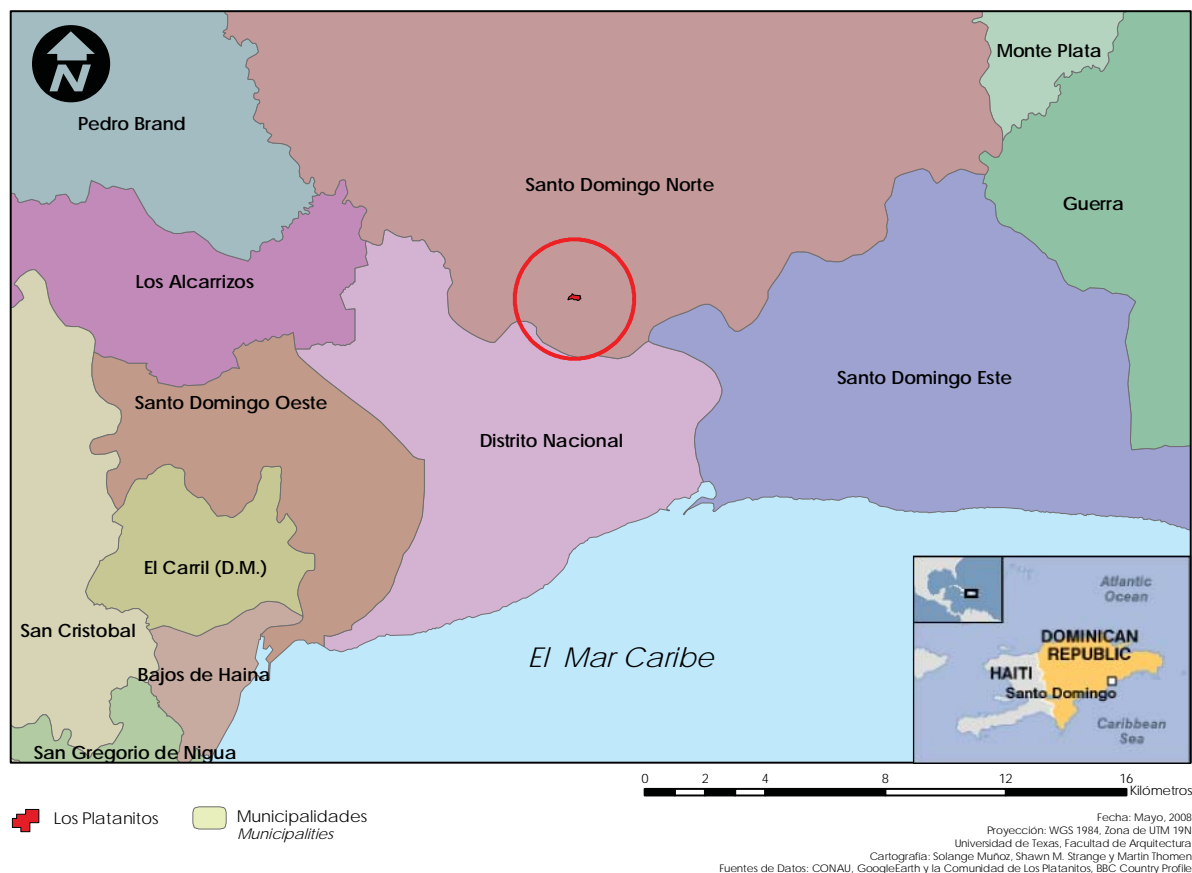 N
Monte Plata
Pedro Brand
Santo Domingo Norte
Guerra
Los Alcarrizos
Santo Domingo Este
Santo Domingo Oeste
Distrito Nacional
El Carril (D.M.)
San Cristobal
El Mar Caribe
Bajos de Haina
San Gregorio de Nigua
Atlantic
Ocean
DOMINICAN
REPUBLIC
HAITI
Santo Domingo
Caribbean
Sea
0 2 4 8 12 16
Kilómetros
Los Platanitos
Municipalidades
Municipalities
Fecha: Mayo, 2008
Proyección: WGS 1984, Zona de UTM 19N
Universidad de Texas, Facultad de Arquitectura
Cartografía: Solange Muñoz, Shawn M. Strange y Martin Thomen
Fuentes de Datos: CONAU, GoogleEarth y la Comunidad de Los Platanitos, BBC Country Profile